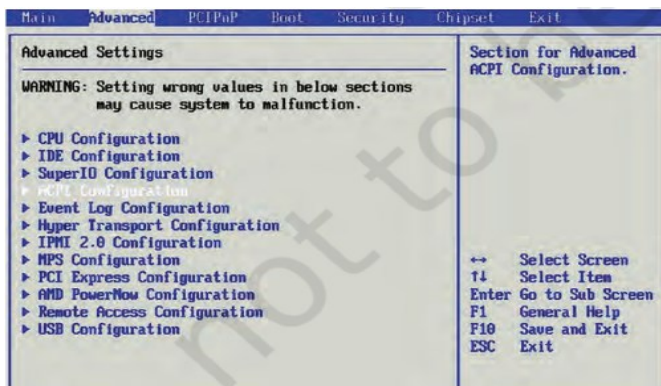 Main Advanced PCIPnP Boot Security Chipset Exit
Advanced Settings
WARNING: Setting wrong values in below sections
may cause system to malfunction.
▶ CPU Configuration
▶ IDE Configuration
▶ SuperIO Configuration
▶ ACPI Configuration
▶ Event Log Configuration
▶ Hyper Transport Configuration
▶ IPMI 2.0 Configuration
▶ MPS Configuration
▶ PCI Express Configuration
▶ AMD PowerNow Configuration
▶ Remote Access Configuration
▶ USB Configuration
Section for Advanced
ACPI Configuration.
↔ Select Screen
↑↓ Select Item
Enter Go to Sub Screen
F1 General Help
F10 Save and Exit
ESC Exit
not to